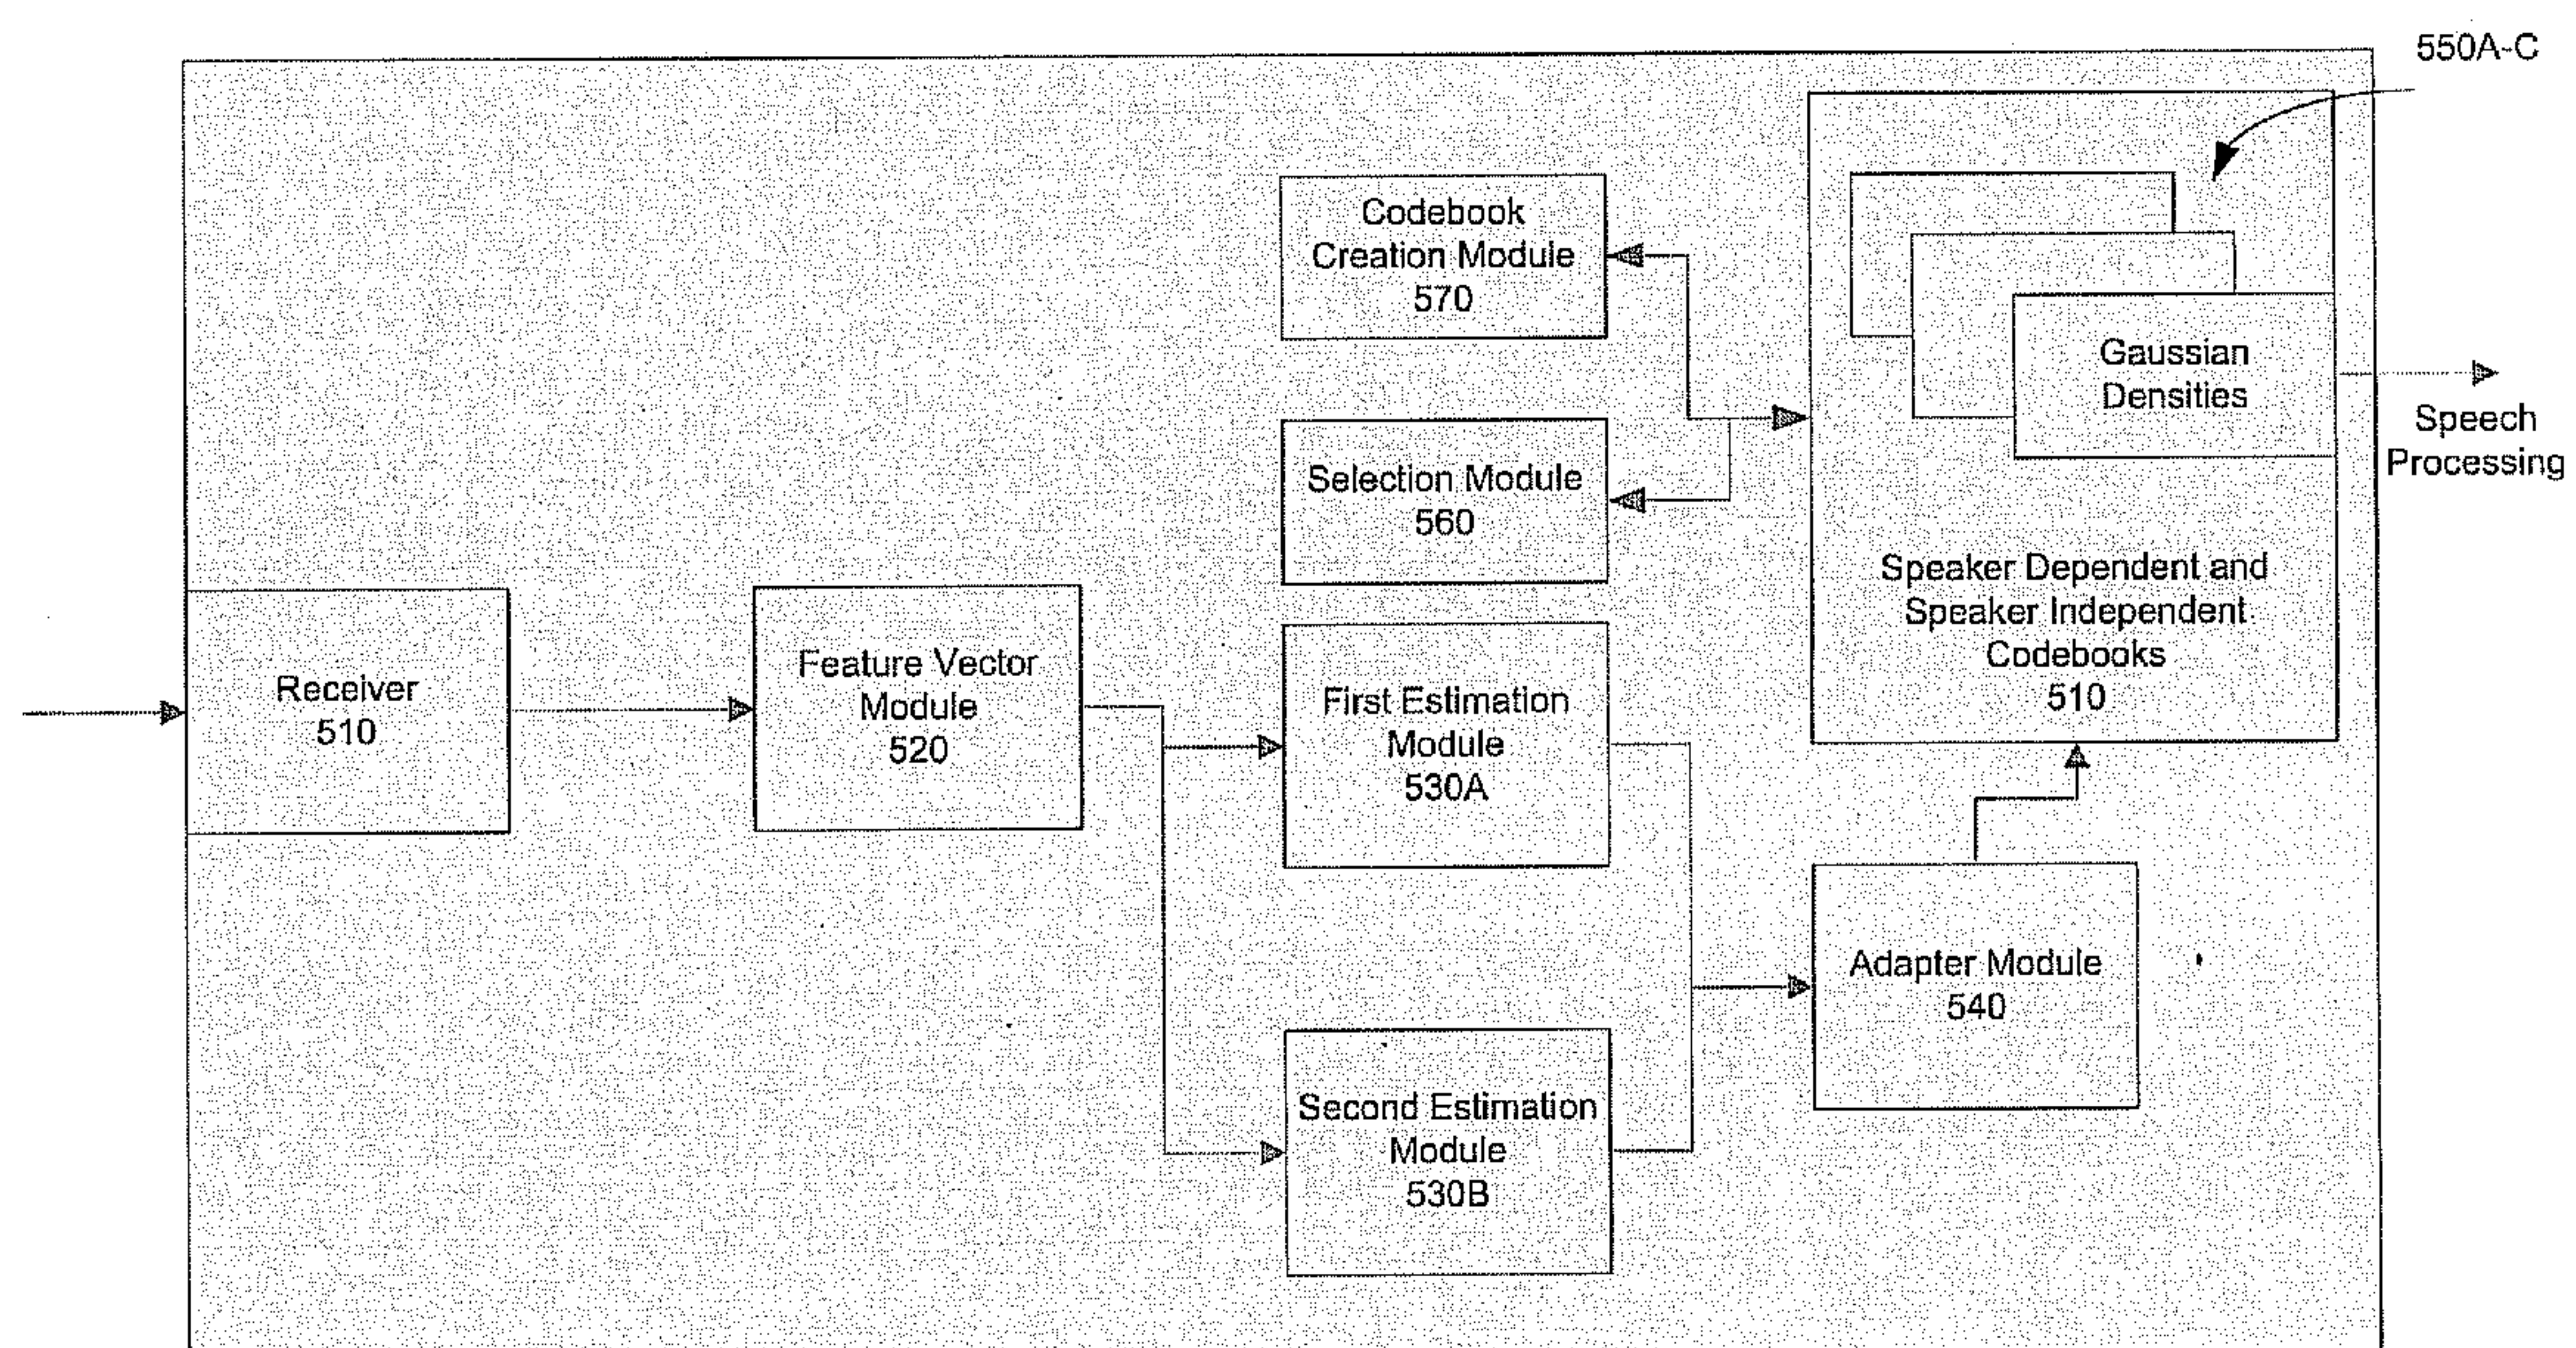 550A-C
Codebook
Creation Module
570
Gaussian
Densities
Speech
Processing
Selection Module
560
Speaker Dependent and
Speaker Independent
Codebooks
510
Receiver
510
Feature Vector
Module
520
First Estimation
Module
530A
Adapter Module
540
Second Estimation
Module
530B